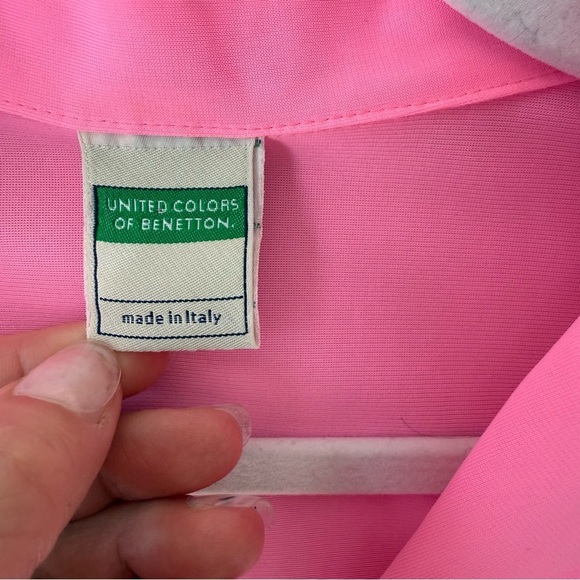 UNITED COLORS
OF BENETTON.
made in Italy